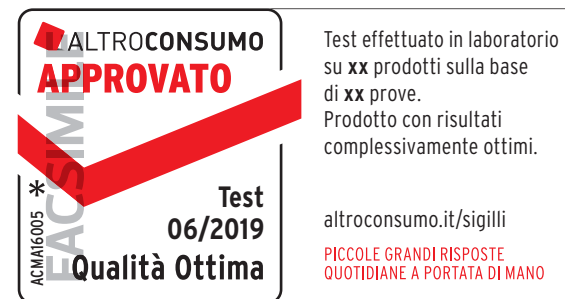 ALTROCONSUMO
APPROVATO
FACSIMILE
ACMA16005 *
Test
06/2019
Qualità Ottima
Test effettuato in laboratorio
su xx prodotti sulla base
di xx prove.
Prodotto con risultati
complessivamente ottimi.
altroconsumo.it/sigilli
PICCOLE GRANDI RISPOSTE
QUOTIDIANE A PORTATA DI MANO